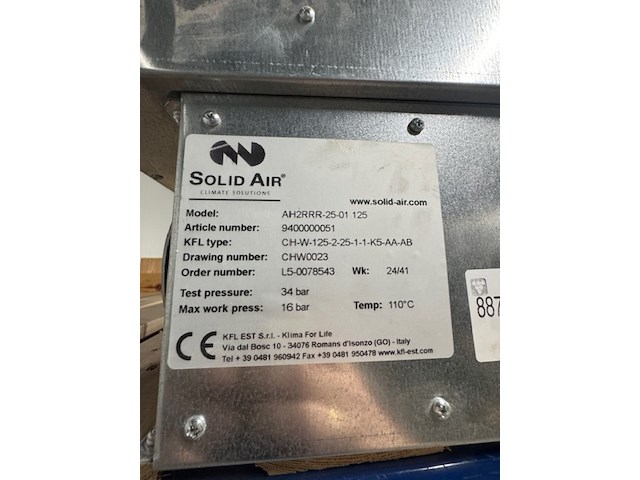 SOLID AIR®
CLIMATE SOLUTIONS
www.solid-air.com
Model: AH2RRR-25-01 125
Article number: 9400000051
KFL type: CH-W-125-2-25-1-1-K5-AA-AB
Drawing number: CHW0023
Order number: L5-0078543 Wk: 24/41
Test pressure: 34 bar
Max work press: 16 bar Temp: 110°C
CE
KFL EST S.r.l. - Klima For Life
Via dal Bosc 10 - 34076 Romans d'Isonzo (GO) - Italy
Tel + 39 0481 960942 Fax +39 0481 950478 www.kfl-est.com
887